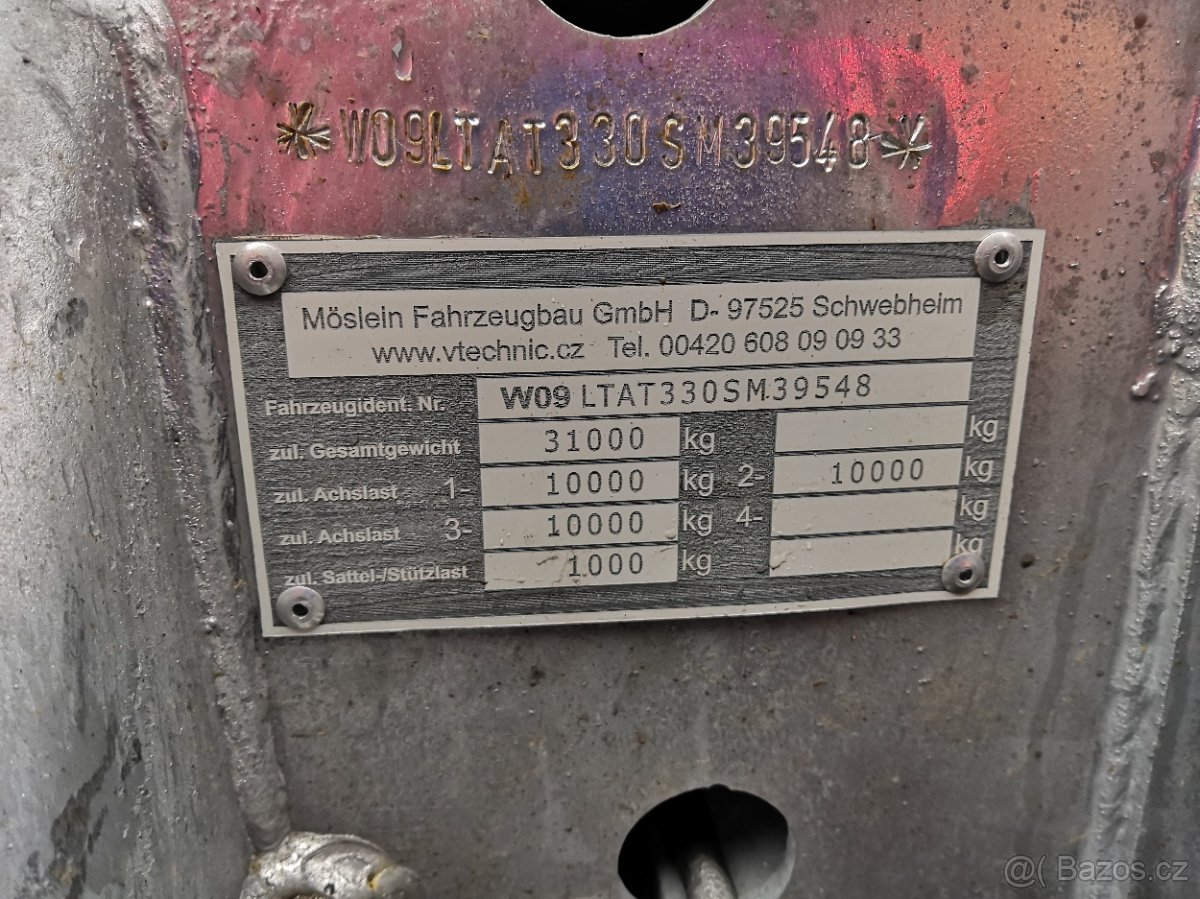 *W09LTAT330SM39548*
Möslein Fahrzeugbau GmbH D- 97525 Schwebheim
www.vtechnic.cz Tel. 00420 608 09 09 33
Fahrzeugident. Nr. W09 LTAT330SM39548
zul. Gesamtgewicht 31000 kg kg
zul. Achslast 1- 10000 kg 2- 10000 kg
zul. Achslast 3- 10000 kg 4- kg
zul. Sattel-/Stützlast 1000 kg kg
@( Bazos.cz